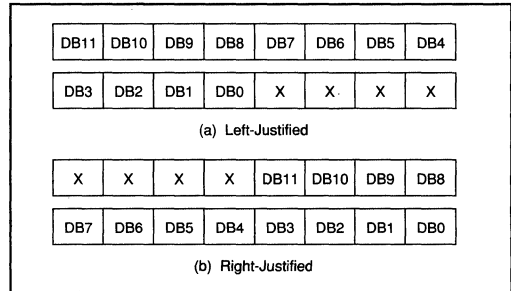 DB11 DB10 DB9 DB8 DB7 DB6 DB5 DB4
DB3 DB2 DB1 DB0 X X X X
(a) Left-Justified
X X X X DB11 DB10 DB9 DB8
DB7 DB6 DB5 DB4 DB3 DB2 DB1 DB0
(b) Right-Justified